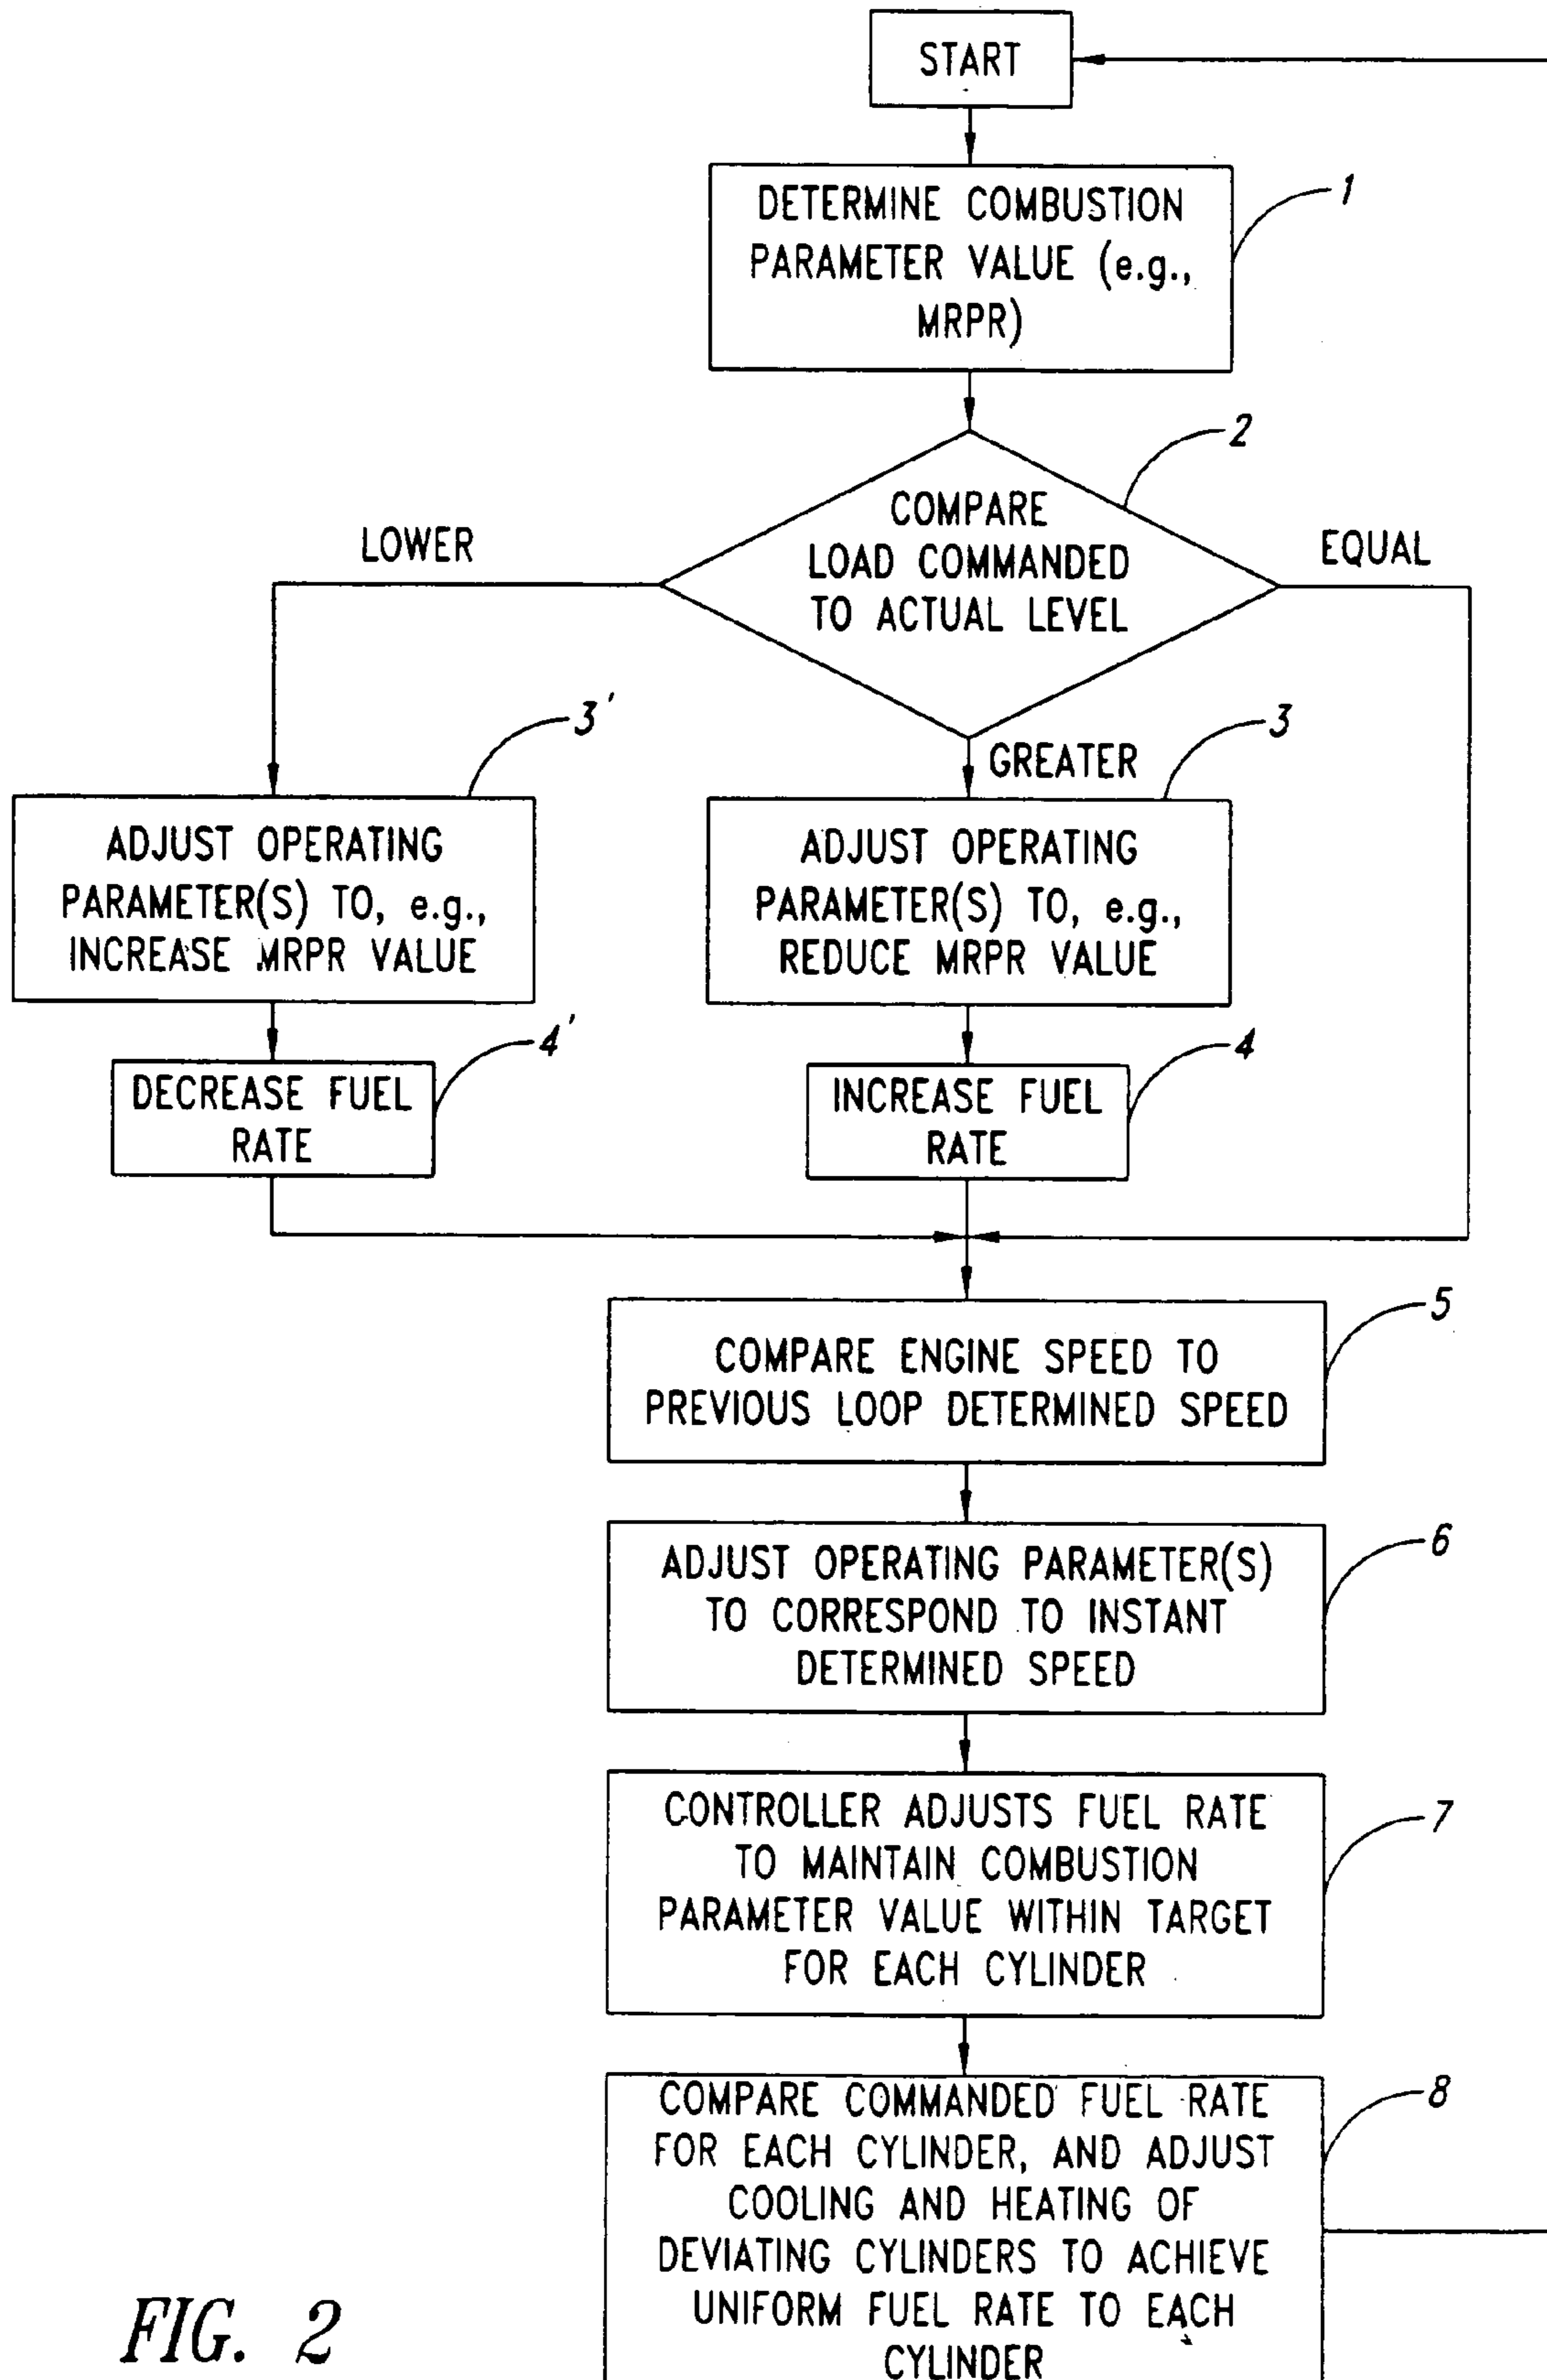 START
DETERMINE COMBUSTION
PARAMETER VALUE (e.g.,
MRPR)
1
2
COMPARE
LOAD COMMANDED
TO ACTUAL LEVEL
LOWER
EQUAL
GREATER
3'
3
ADJUST OPERATING
PARAMETER(S) TO, e.g.,
INCREASE MRPR VALUE
ADJUST OPERATING
PARAMETER(S) TO, e.g.,
REDUCE MRPR VALUE
4'
4
DECREASE FUEL
RATE
INCREASE FUEL
RATE
5
COMPARE ENGINE SPEED TO
PREVIOUS LOOP DETERMINED SPEED
6
ADJUST OPERATING PARAMETER(S)
TO CORRESPOND TO INSTANT
DETERMINED SPEED
7
CONTROLLER ADJUSTS FUEL RATE
TO MAINTAIN COMBUSTION
PARAMETER VALUE WITHIN TARGET
FOR EACH CYLINDER
8
COMPARE COMMANDED FUEL RATE
FOR EACH CYLINDER, AND ADJUST
COOLING AND HEATING OF
DEVIATING CYLINDERS TO ACHIEVE
UNIFORM FUEL RATE TO EACH
CYLINDER
FIG. 2